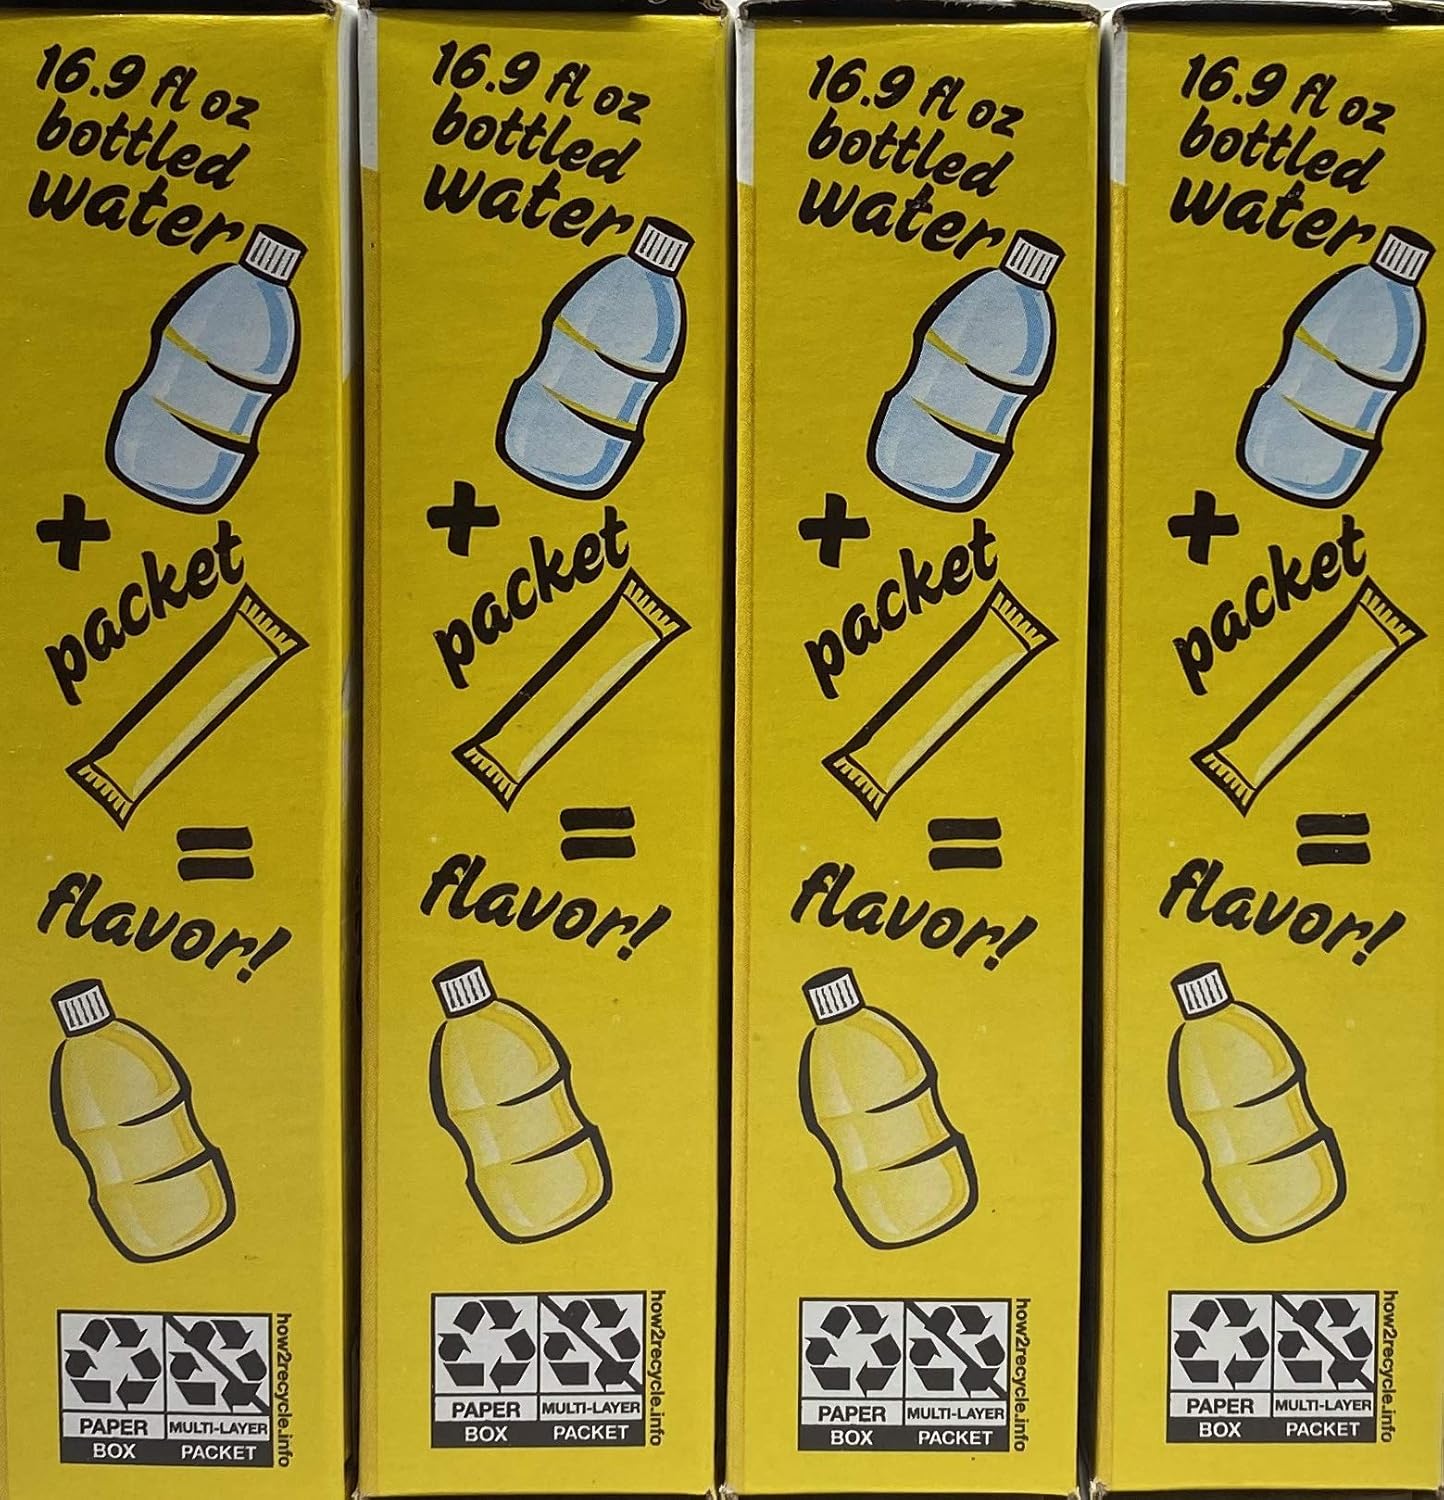 16.9 fl oz
bottled
water
+
packet
=
flavor!
PAPER
BOX
MULTI-LAYER
PACKET
how2recycle.info
16.9 fl oz
bottled
water
+
packet
=
flavor!
PAPER
BOX
MULTI-LAYER
PACKET
how2recycle.info
16.9 fl oz
bottled
water
+
packet
=
flavor!
PAPER
BOX
MULTI-LAYER
PACKET
how2recycle.info
16.9 fl oz
bottled
water
+
packet
=
flavor!
PAPER
BOX
MULTI-LAYER
PACKET
how2recycle.info